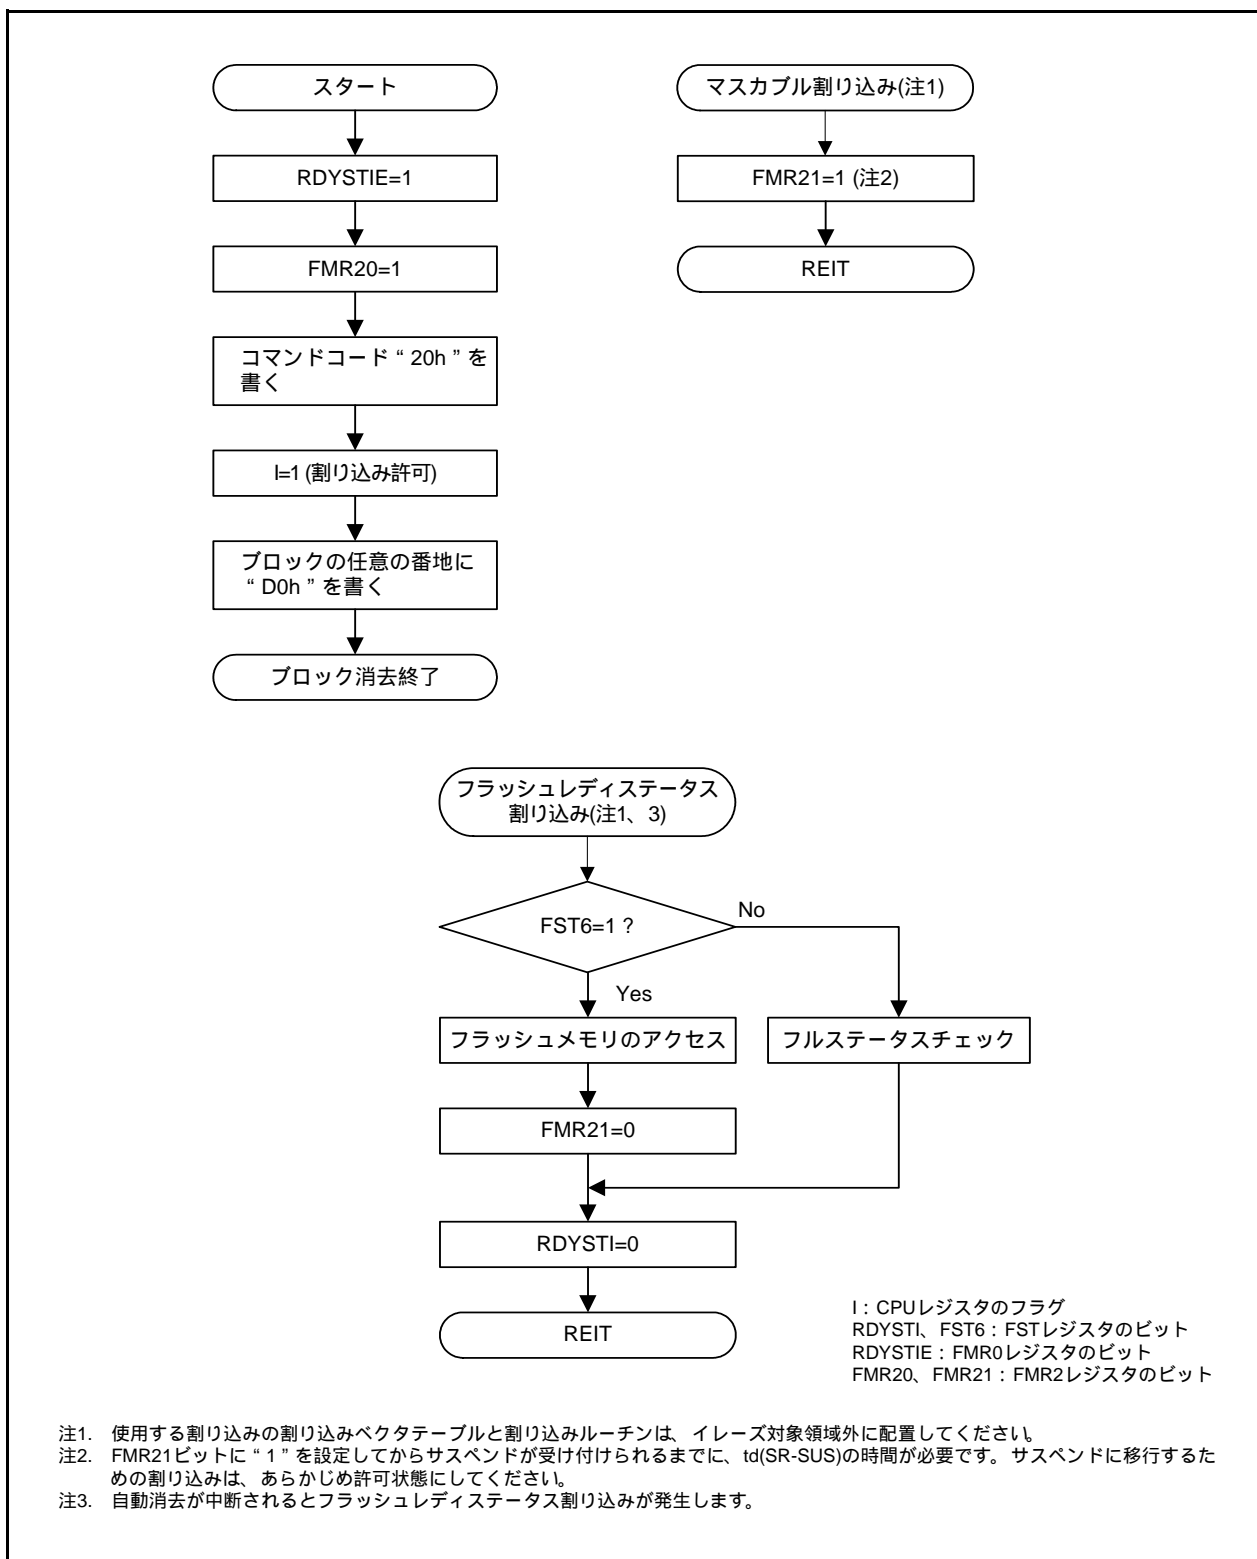 スタート
RDYSTIE=1
FMR20=1
コマンドコード“20h”を
書く
I=1 (割り込み許可)
ブロックの任意の番地に
“D0h”を書く
ブロック消去終了
マスカブル割り込み(注1)
FMR21=1 (注2)
REIT
フラッシュレディステータス
割り込み(注1、3)
FST6=1 ?
No
Yes
フラッシュメモリのアクセス
フルステータスチェック
FMR21=0
RDYSTI=0
REIT
I : CPUレジスタのフラグ
RDYSTI、FST6 : FSTレジスタのビット
RDYSTIE : FMR0レジスタのビット
FMR20、FMR21 : FMR2レジスタのビット
注1. 使用する割り込みの割り込みベクタテーブルと割り込みルーチンは、イレーズ対象領域外に配置してください。
注2. FMR21ビットに“1”を設定してからサスペンドが受け付けられるまでに、td(SR-SUS)の時間が必要です。サスペンドに移行するた
めの割り込みは、あらかじめ許可状態にしてください。
注3. 自動消去が中断されるとフラッシュレディステータス割り込みが発生します。